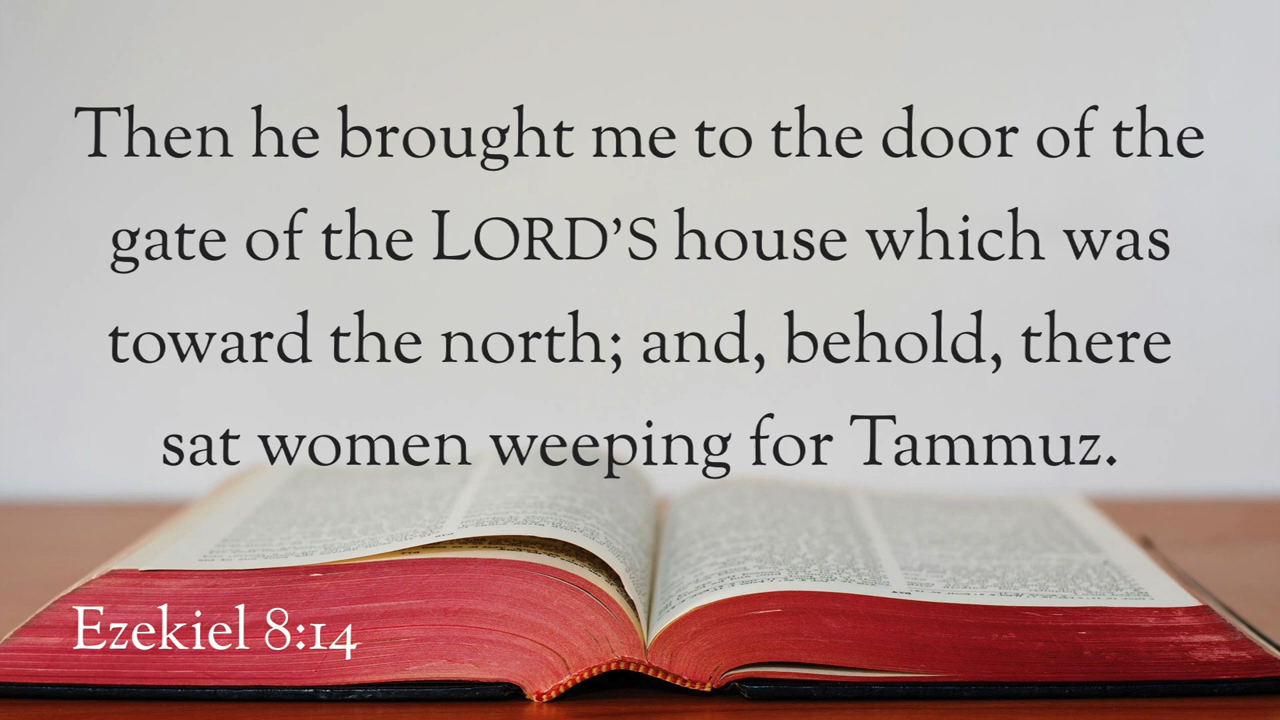 Then he brought me to the door of the
gate of the LORD’S house which was
toward the north; and, behold, there
sat women weeping for Tammuz.
Ezekiel 8:14